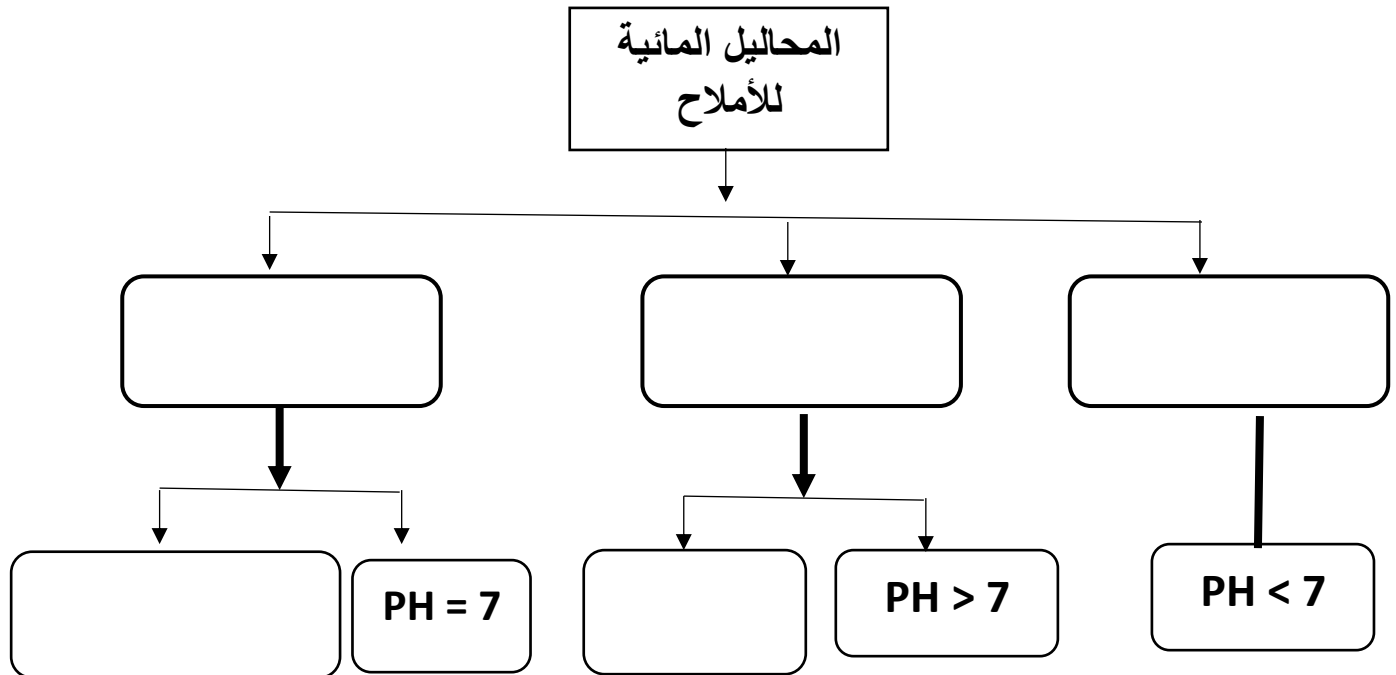 المحاليل المائية
للأملاح
PH < 7
PH > 7
PH = 7